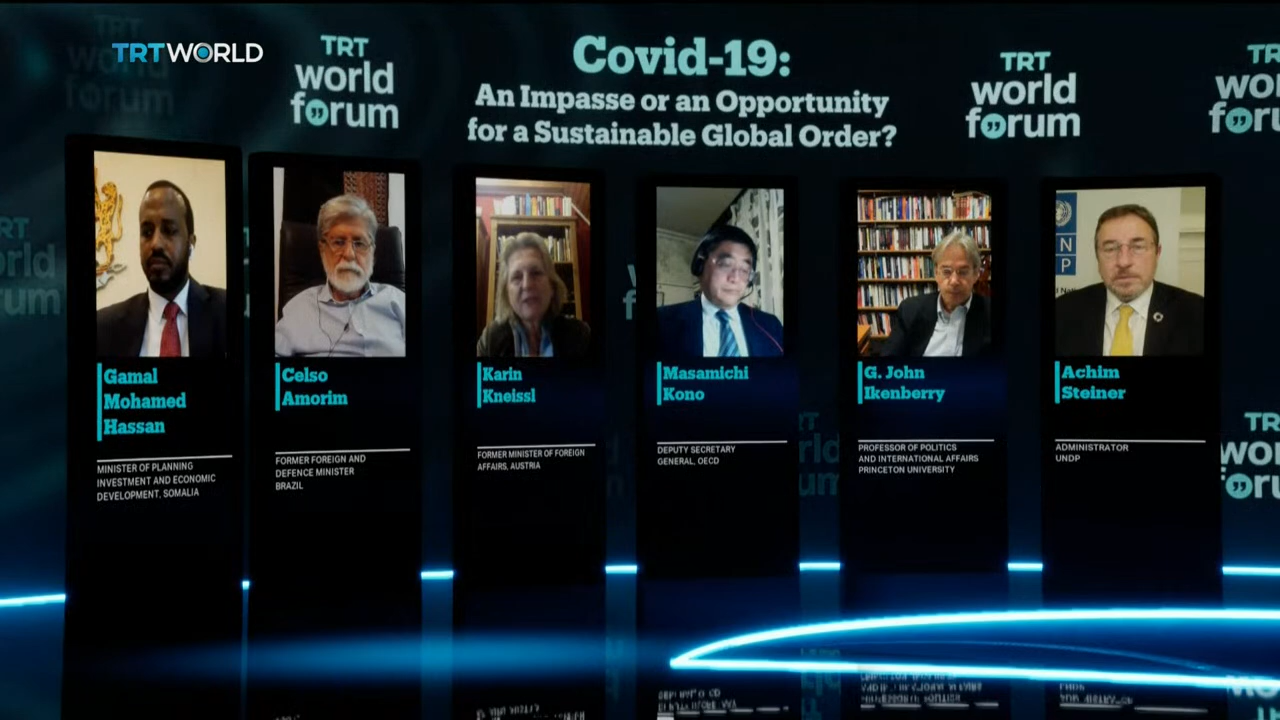 TRT WORLD
TRT
world
forum
Covid-19:
An Impasse or an Opportunity
for a Sustainable Global Order?
TRT
world
forum
Gamal
Mohamed
Hassan
MINISTER OF PLANNING
INVESTMENT AND ECONOMIC
DEVELOPMENT, SOMALIA
Celso
Amorim
FORMER FOREIGN AND
DEFENCE MINISTER
BRAZIL
Karin
Kneissl
FORMER MINISTER OF FOREIGN
AFFAIRS, AUSTRIA
Masamichi
Kono
DEPUTY SECRETARY
GENERAL, OECD
G. John
Ikenberry
PROFESSOR OF POLITICS
AND INTERNATIONAL AFFAIRS
PRINCETON UNIVERSITY
N
P
Achim
Steiner
ADMINISTRATOR
UNDP